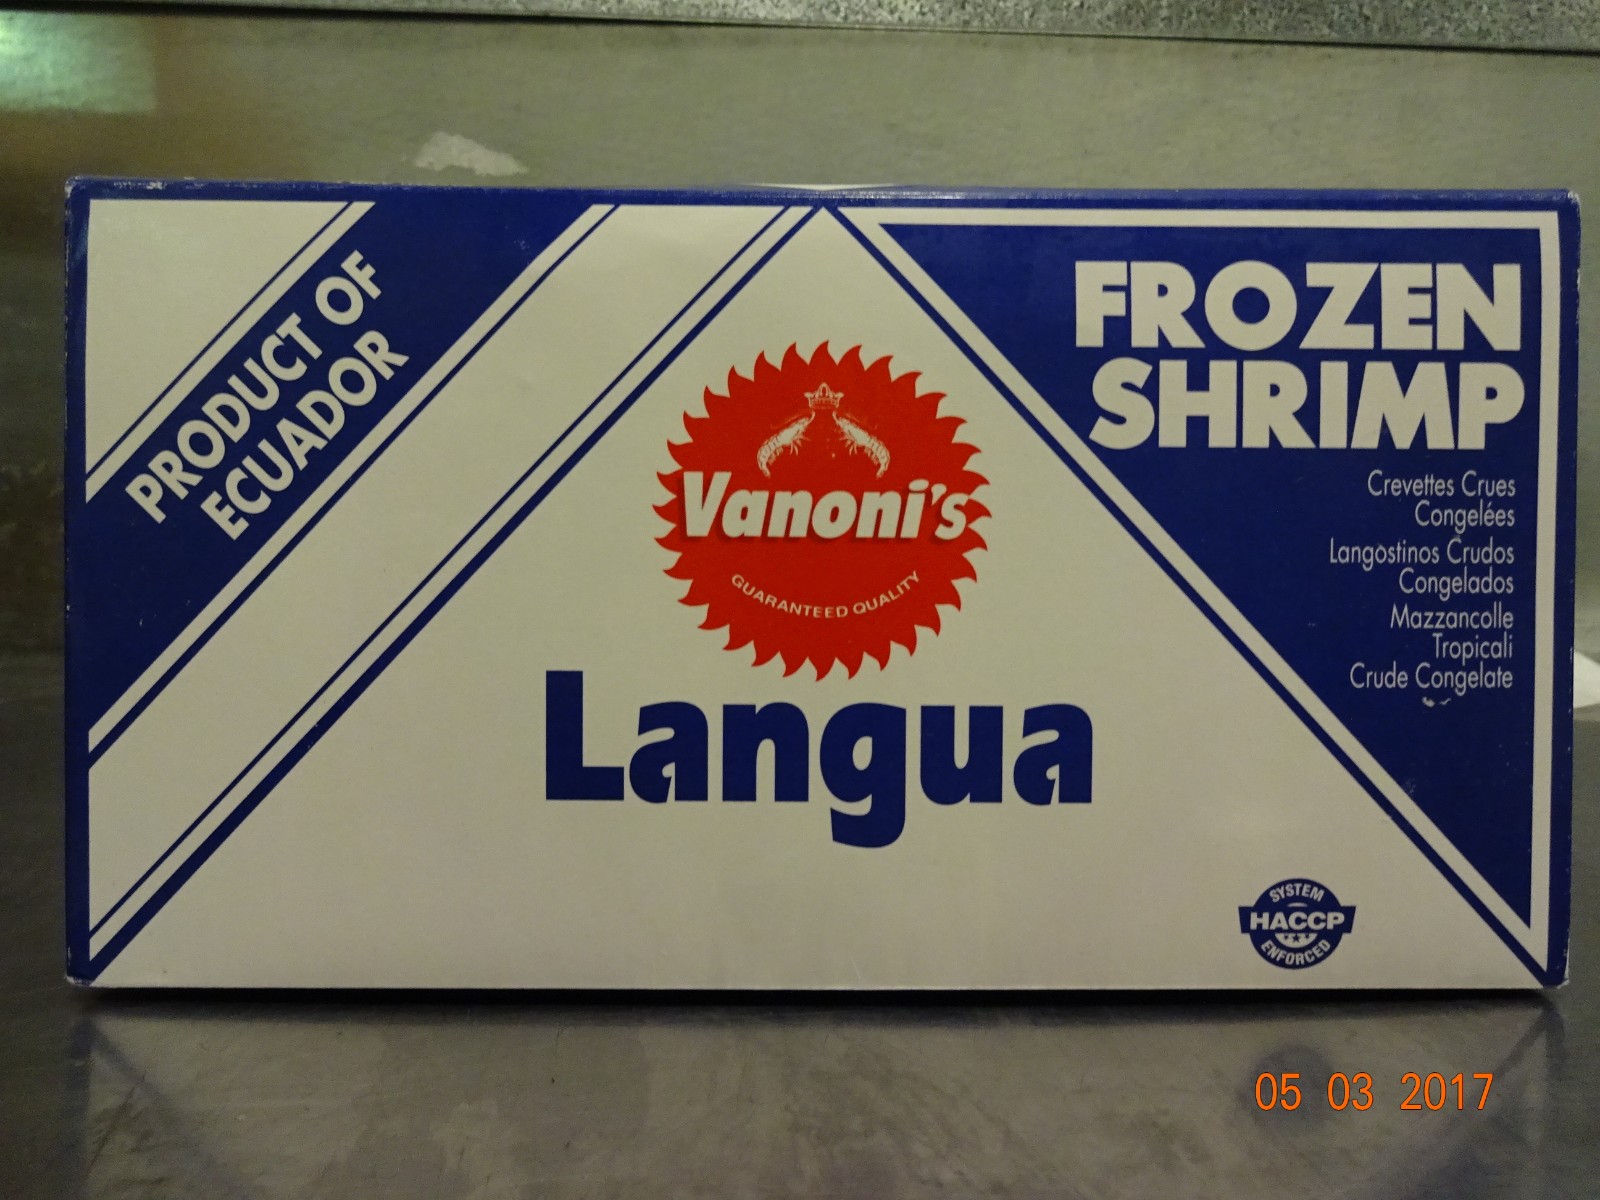 PRODUCT OF
ECUADOR
Vanoni's
GUARANTEED QUALITY
Langua
FROZEN
SHRIMP
Crevettes Crues
Congelées
Langostinos Crudos
Congelados
Mazzancolle
Tropicali
Crude Congelate
SYSTEM
HACCP
ENFORCED
05 03 2017